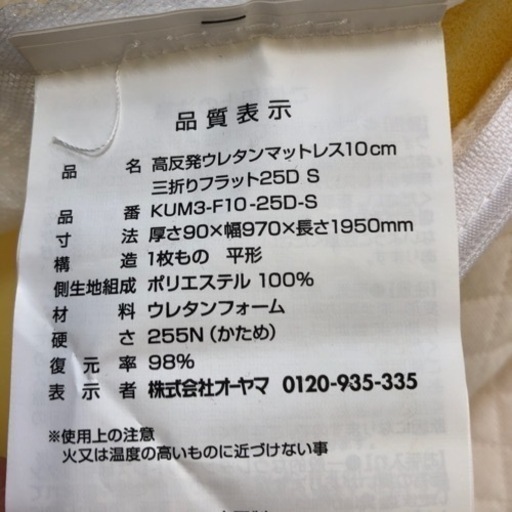 品質表示
品 名 高反発ウレタンマットレス10cm
三折りフラット25D S
品 番 KUM3-F10-25D-S
寸 法 厚さ90×幅970×長さ1950mm
構 造 1枚もの 平形
側生地組成 ポリエステル 100%
材 料 ウレタンフォーム
硬 さ 255N(かため)
復 元 率 98%
表 示 者 株式会社オーヤマ 0120-935-335
※使用上の注意
火又は温度の高いものに近づけない事